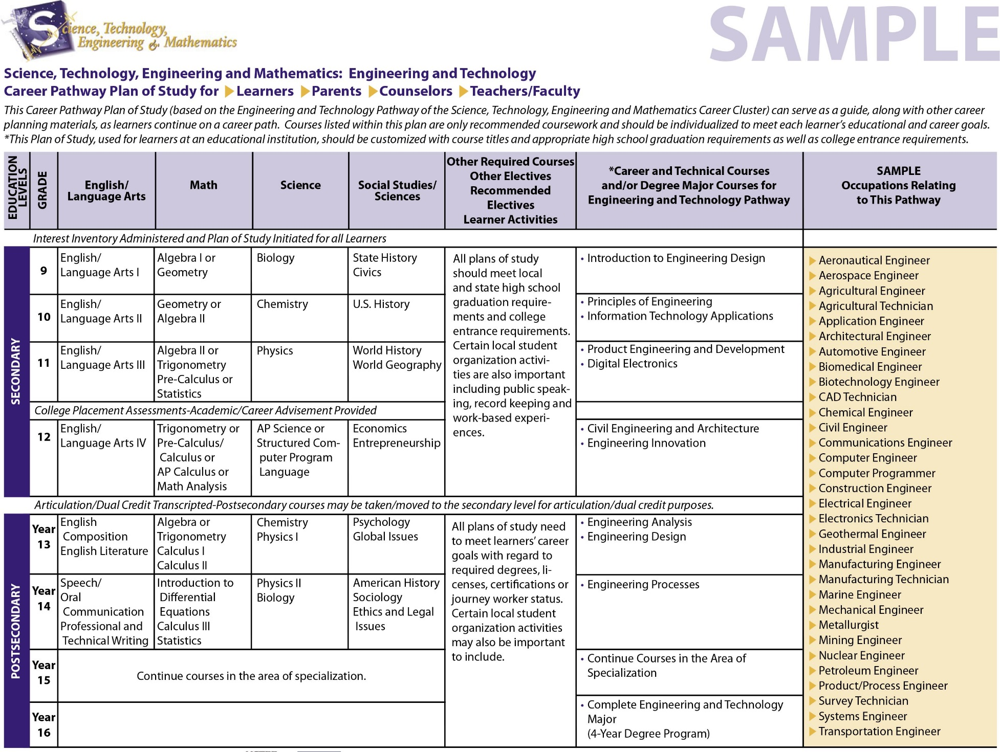 SAMPLE
Science, Technology,
Engineering & Mathematics
Science, Technology, Engineering and Mathematics:  Engineering and Technology
Career Pathway Plan of Study for Learners Parents Counselors Teachers/Faculty
This Career Pathway Plan of Study (based on the Engineering and Technology Pathway of the Science, Technology, Engineering and Mathematics Career Cluster) can serve as a guide, along with other career
planning materials, as learners continue on a career path.  Courses listed within this plan are only recommended coursework and should be individualized to meet each learner's educational and career goals.
*This Plan of Study, used for learners at an educational institution, should be customized with course titles and appropriate high school graduation requirements as well as college entrance requirements.
EDUCATION
LEVELS
GRADE
English/
Language Arts
Math
Science
Social Studies/
Sciences
Other Required Courses
Other Electives
Recommended
Electives
Learner Activities
*Career and Technical Courses
and/or Degree Major Courses for
Engineering and Technology Pathway
SAMPLE
Occupations Relating
to This Pathway
Interest Inventory Administered and Plan of Study Initiated for all Learners
SECONDARY
9
English/
Language Arts I
Algebra I or
Geometry
Biology
State History
Civics
All plans of study
should meet local
and state high school
graduation require-
ments and college
entrance requirements.
Certain local student
organization activi-
ties are also important
including public speak-
ing, record keeping and
work-based experi-
ences.
• Introduction to Engineering Design
10
English/
Language Arts II
Geometry or
Algebra II
Chemistry
U.S. History
• Principles of Engineering
• Information Technology Applications
11
English/
Language Arts III
Algebra II or
Trigonometry
Pre-Calculus or
Statistics
Physics
World History
World Geography
• Product Engineering and Development
• Digital Electronics
College Placement Assessments-Academic/Career Advisement Provided
12
English/
Language Arts IV
Trigonometry or
Pre-Calculus/
Calculus or
AP Calculus or
Math Analysis
AP Science or
Structured Com-
puter Program
Language
Economics
Entrepreneurship
• Civil Engineering and Architecture
• Engineering Innovation
Articulation/Dual Credit Transcripted-Postsecondary courses may be taken/moved to the secondary level for articulation/dual credit purposes.
POSTSECONDARY
Year
13
English
Composition
English Literature
Algebra or
Trigonometry
Calculus I
Calculus II
Chemistry
Physics I
Psychology
Global Issues
All plans of study need
to meet learners' career
goals with regard to
required degrees, li-
censes, certifications or
journey worker status.
Certain local student
organization activities
may also be important
to include.
• Engineering Analysis
• Engineering Design
Year
14
Speech/
Oral
Communication
Professional and
Technical Writing
Introduction to
Differential
Equations
Calculus III
Statistics
Physics II
Biology
American History
Sociology
Ethics and Legal
Issues
• Engineering Processes
Year
15
Continue courses in the area of specialization.
• Continue Courses in the Area of
Specialization
Year
16
• Complete Engineering and Technology
Major
(4-Year Degree Program)
Aeronautical Engineer
Aerospace Engineer
Agricultural Engineer
Agricultural Technician
Application Engineer
Architectural Engineer
Automotive Engineer
Biomedical Engineer
Biotechnology Engineer
CAD Technician
Chemical Engineer
Civil Engineer
Communications Engineer
Computer Engineer
Computer Programmer
Construction Engineer
Electrical Engineer
Electronics Technician
Geothermal Engineer
Industrial Engineer
Manufacturing Engineer
Manufacturing Technician
Marine Engineer
Mechanical Engineer
Metallurgist
Mining Engineer
Nuclear Engineer
Petroleum Engineer
Product/Process Engineer
Survey Technician
Systems Engineer
Transportation Engineer